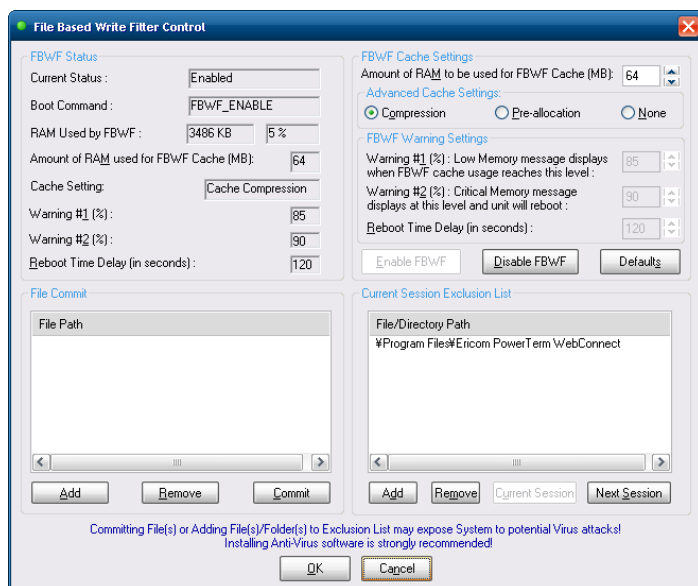 File Based Write Filter Control
FBWF Status
Current Status : Enabled
Boot Command : FBWF_ENABLE
RAM Used by FBWF : 3486 KB 5 %
Amount of RAM used for FBWF Cache (MB): 64
Cache Setting: Cache Compression
Warning #1 (%) : 85
Warning #2 (%) : 90
Reboot Time Delay (in seconds) : 120
FBWF Cache Settings
Amount of RAM to be used for FBWF Cache (MB): 64
Advanced Cache Settings:
Compression Pre-allocation None
FBWF Warning Settings
Warning #1 (%) : Low Memory message displays
when FBWF cache usage reaches this level :
85
Warning #2 (%) : Critical Memory message
displays at this level and unit will reboot :
90
Reboot Time Delay (in seconds) : 120
Enable FBWF Disable FBWF Defaults
File Commit
File Path
Add Remove Commit
Current Session Exclusion List
File/Directory Path
¥Program Files¥Ericom PowerTerm WebConnect
Add Remove Current Session Next Session
Committing File(s) or Adding File(s)/Folder(s) to Exclusion List may expose System to potential Virus attacks!
Installing Anti-Virus software is strongly recommended!
OK Cancel